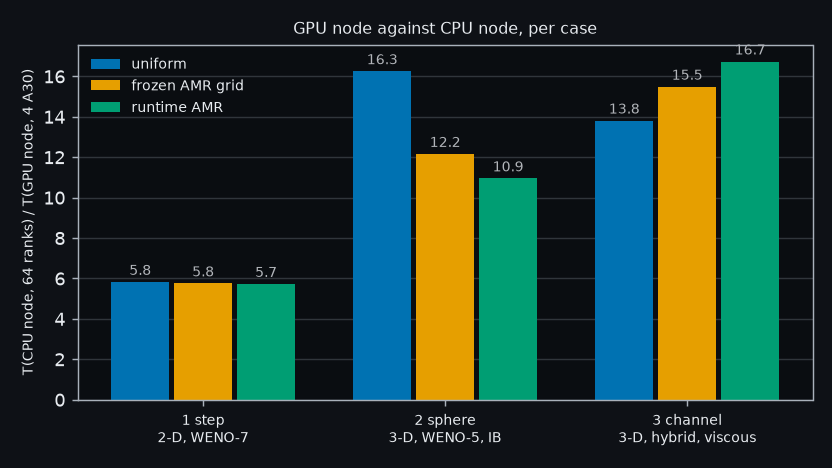 GPU node against CPU node, per case
T(CPU node, 64 ranks) / T(GPU node, 4 A30)
uniform
frozen AMR grid
runtime AMR
16
14
12
10
8
6
4
2
0
5.8
5.8
5.7
16.3
12.2
10.9
13.8
15.5
16.7
1 step
2-D, WENO-7
2 sphere
3-D, WENO-5, IB
3 channel
3-D, hybrid, viscous